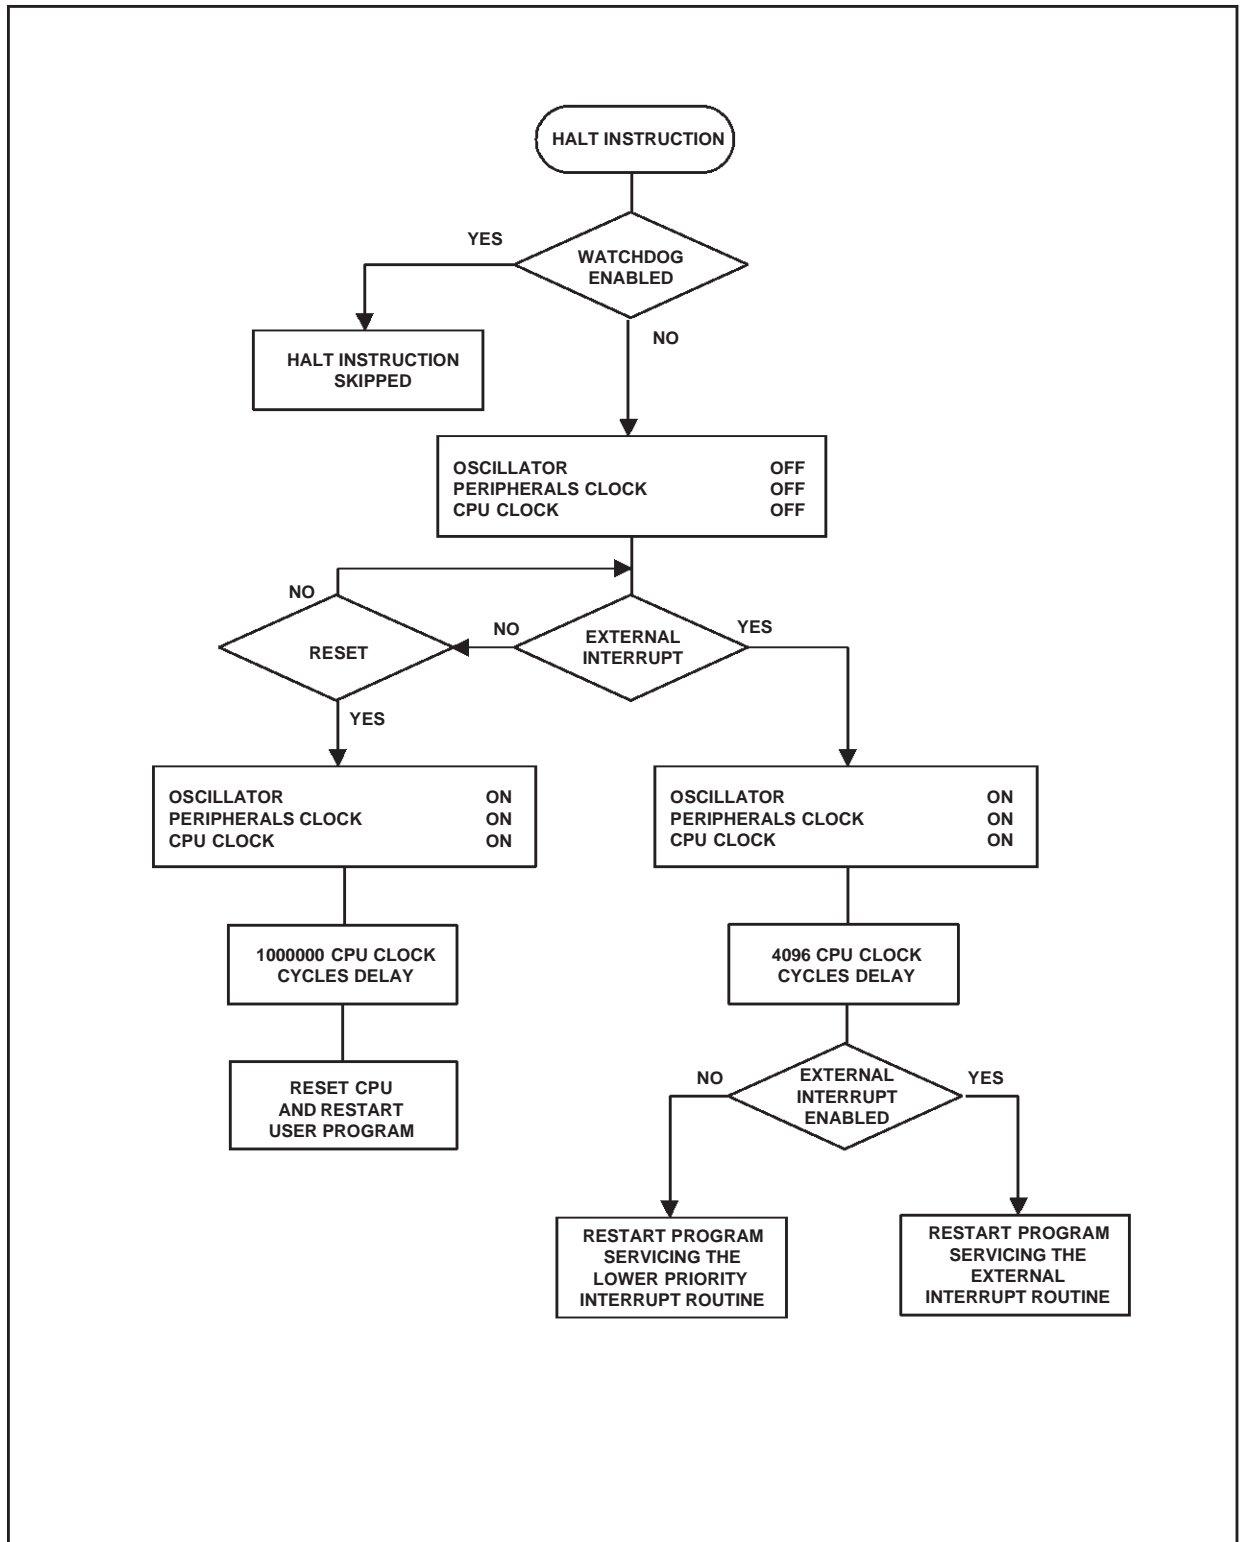 HALT INSTRUCTION
YES
WATCHDOG
ENABLED
NO
HALT INSTRUCTION
SKIPPED
OSCILLATOR OFF
PERIPHERALS CLOCK OFF
CPU CLOCK OFF
NO
NO
EXTERNAL
INTERRUPT
YES
RESET
YES
OSCILLATOR ON
PERIPHERALS CLOCK ON
CPU CLOCK ON
OSCILLATOR ON
PERIPHERALS CLOCK ON
CPU CLOCK ON
1000000 CPU CLOCK
CYCLES DELAY
4096 CPU CLOCK
CYCLES DELAY
RESET CPU
AND RESTART
USER PROGRAM
NO
EXTERNAL
INTERRUPT
ENABLED
YES
RESTART PROGRAM
SERVICING THE
LOWER PRIORITY
INTERRUPT ROUTINE
RESTART PROGRAM
SERVICING THE
EXTERNAL
INTERRUPT ROUTINE